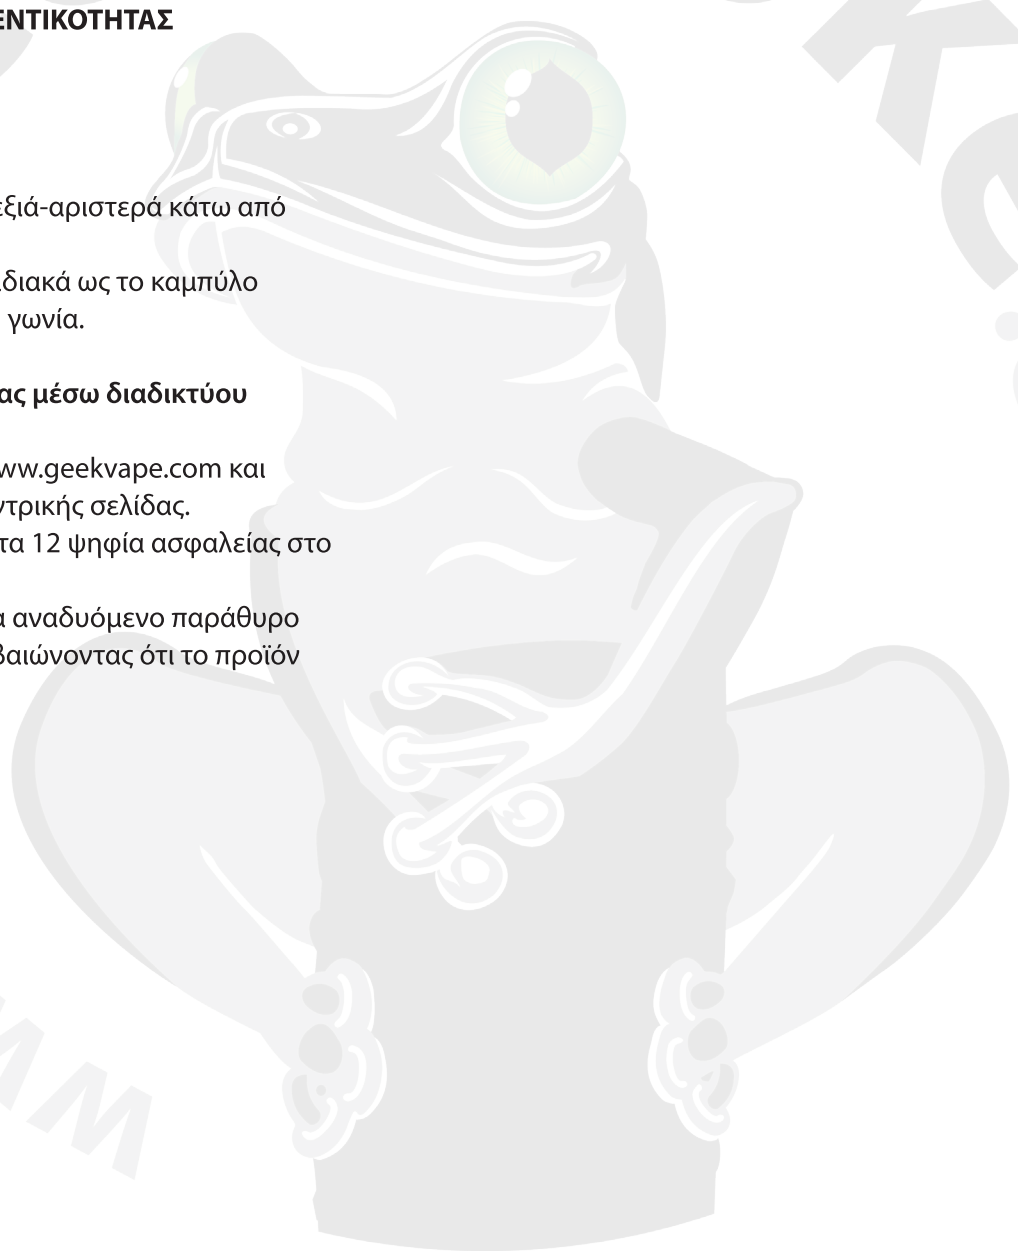 ΕΝΤΙΚΟΤΗΤΑΣ
εξιά-αριστερά κάτω από
διακά ως το καμπύλο
γωνία.
ας μέσω διαδικτύου
ww.geekvape.com και
ντρικής σελίδας.
τα 12 ψηφία ασφαλείας στο
αναδυόμενο παράθυρο
βαιώνοντας ότι το προϊόν